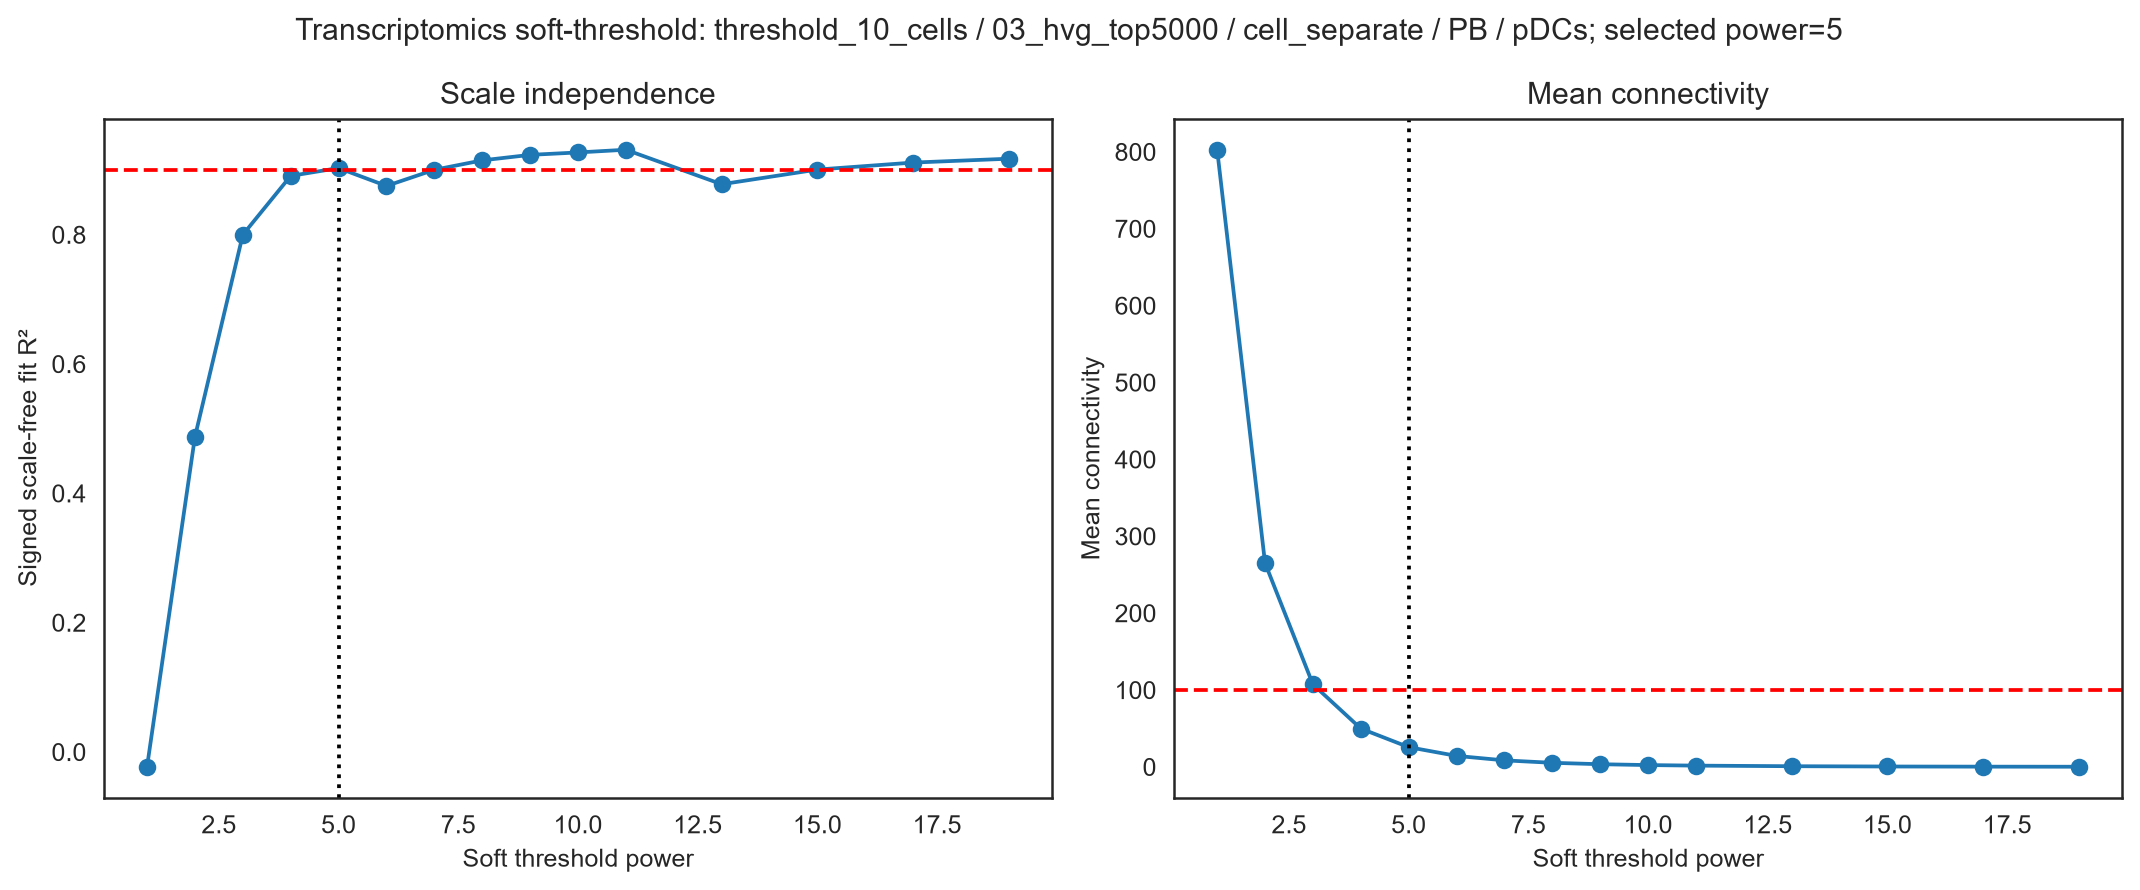 Transcriptomics soft-threshold: threshold_10_cells / 03_hvg_top5000 / cell_separate / PB / pDCs; selected power=5
Scale independence
Signed scale-free fit R²
0.8
0.6
0.4
0.2
0.0
2.5 5.0 7.5 10.0 12.5 15.0 17.5
Soft threshold power
Mean connectivity
Mean connectivity
800
700
600
500
400
300
200
100
0
2.5 5.0 7.5 10.0 12.5 15.0 17.5
Soft threshold power